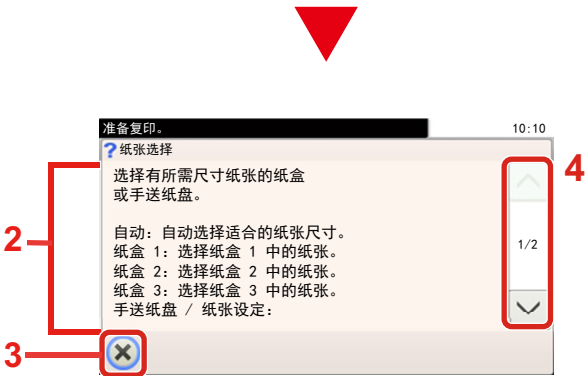 准备复印。 10:10
?纸张选择
选择有所需尺寸纸张的纸盒
或手送纸盘。
自动：自动选择适合的纸张尺寸。
纸盒 1：选择纸盒 1 中的纸张。
纸盒 2：选择纸盒 2 中的纸张。
纸盒 3：选择纸盒 3 中的纸张。
手送纸盘 / 纸张设定：
1/2
2
3
4